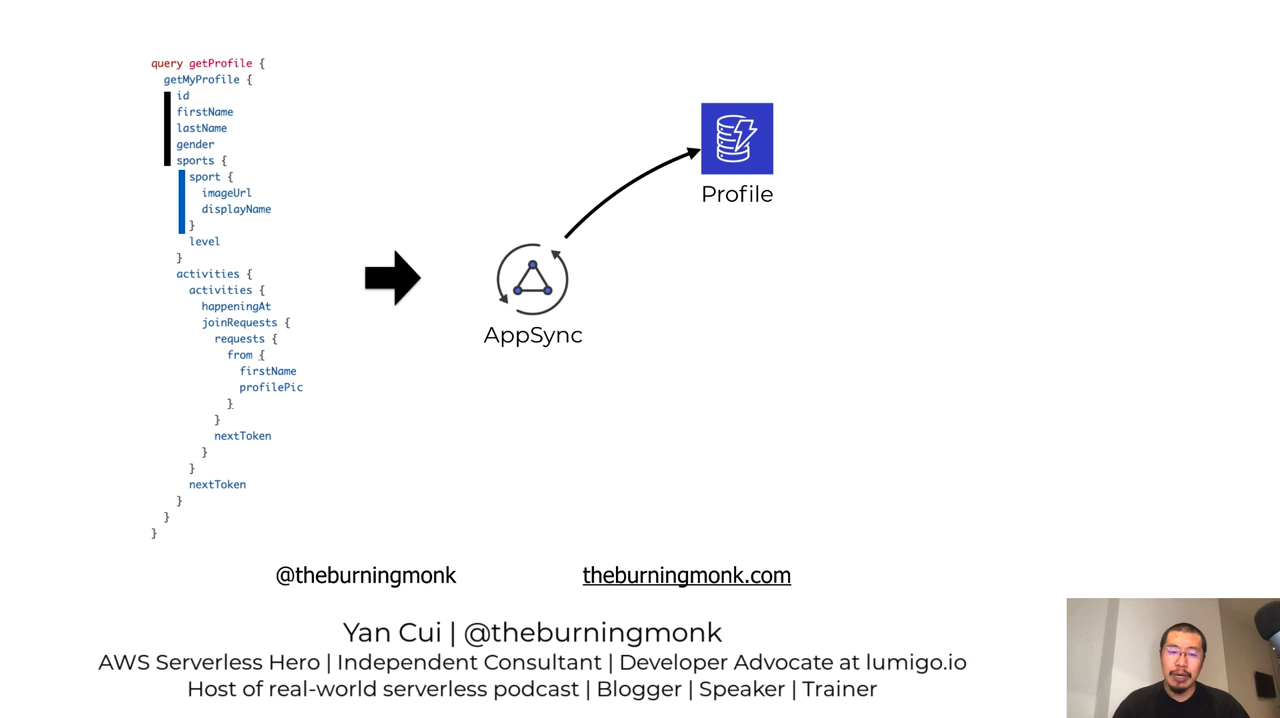 query getProfile {
getMyProfile {
id
firstName
lastName
gender
sports {
sport {
imageUrl
displayName
}
level
}
activities {
activities {
happeningAt
joinRequests {
requests {
from {
firstName
profilePic
}
}
nextToken
}
}
nextToken
}
}
}
Profile
AppSync
@theburningmonk
theburningmonk.com
Yan Cui | @theburningmonk
AWS Serverless Hero | Independent Consultant | Developer Advocate at lumigo.io
Host of real-world serverless podcast | Blogger | Speaker | Trainer